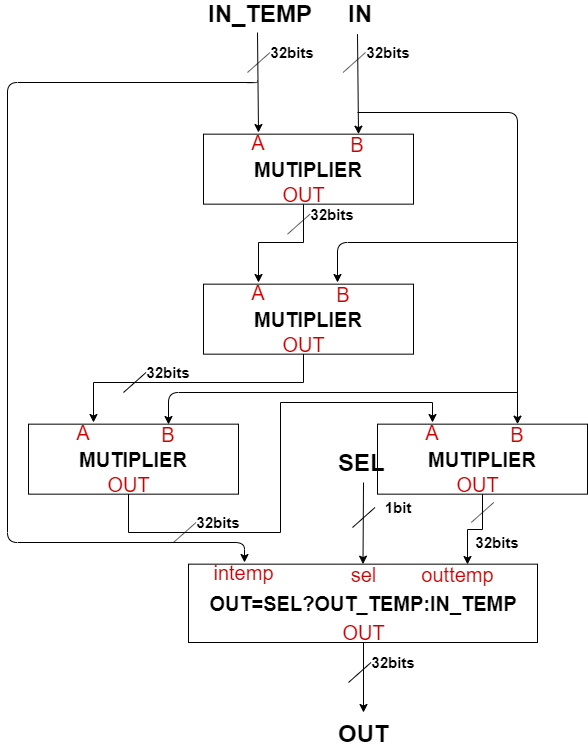 IN_TEMP IN
32bits 32bits
A B
MUTIPLIER
OUT
32bits
A B
MUTIPLIER
OUT
32bits
A B
MUTIPLIER
OUT
A B
MUTIPLIER
OUT
SEL
1bit
32bits
32bits
intemp sel outtemp
OUT=SEL?OUT_TEMP:IN_TEMP
OUT
32bits
OUT